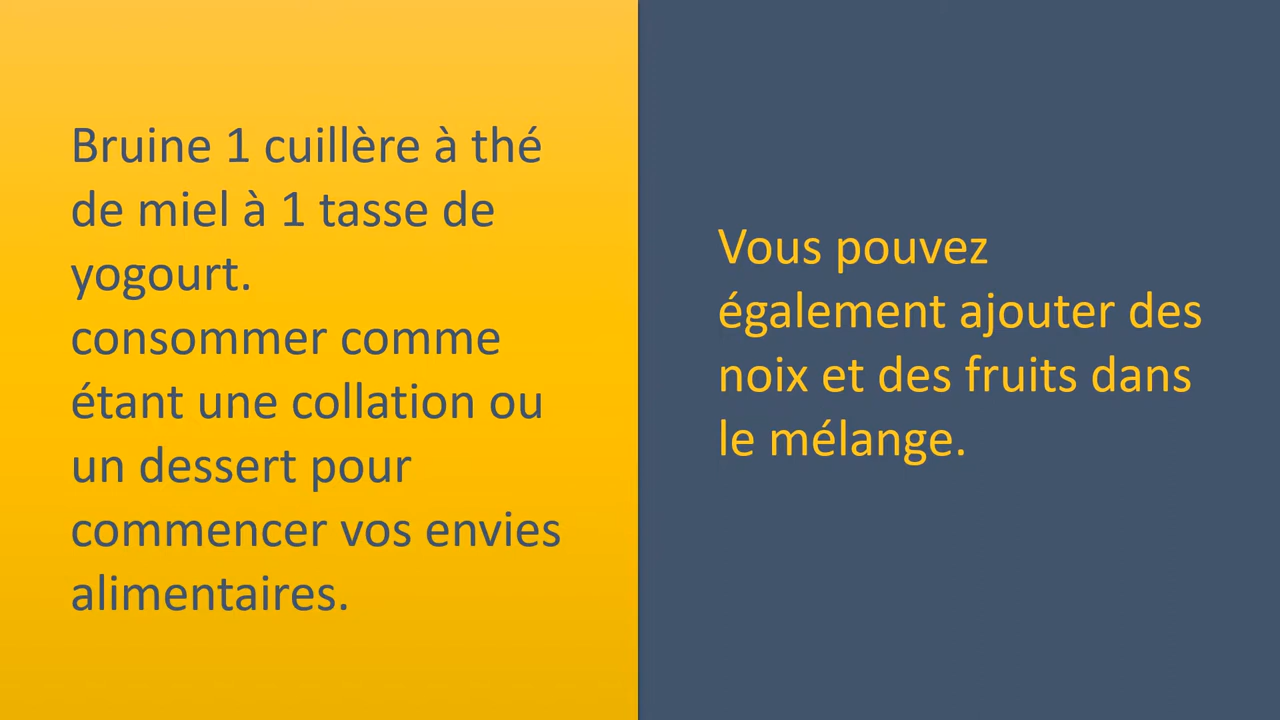 Bruine 1 cuillère à thé
de miel à 1 tasse de
yogourt.
consommer comme
étant une collation ou
un dessert pour
commencer vos envies
alimentaires.
Vous pouvez
également ajouter des
noix et des fruits dans
le mélange.